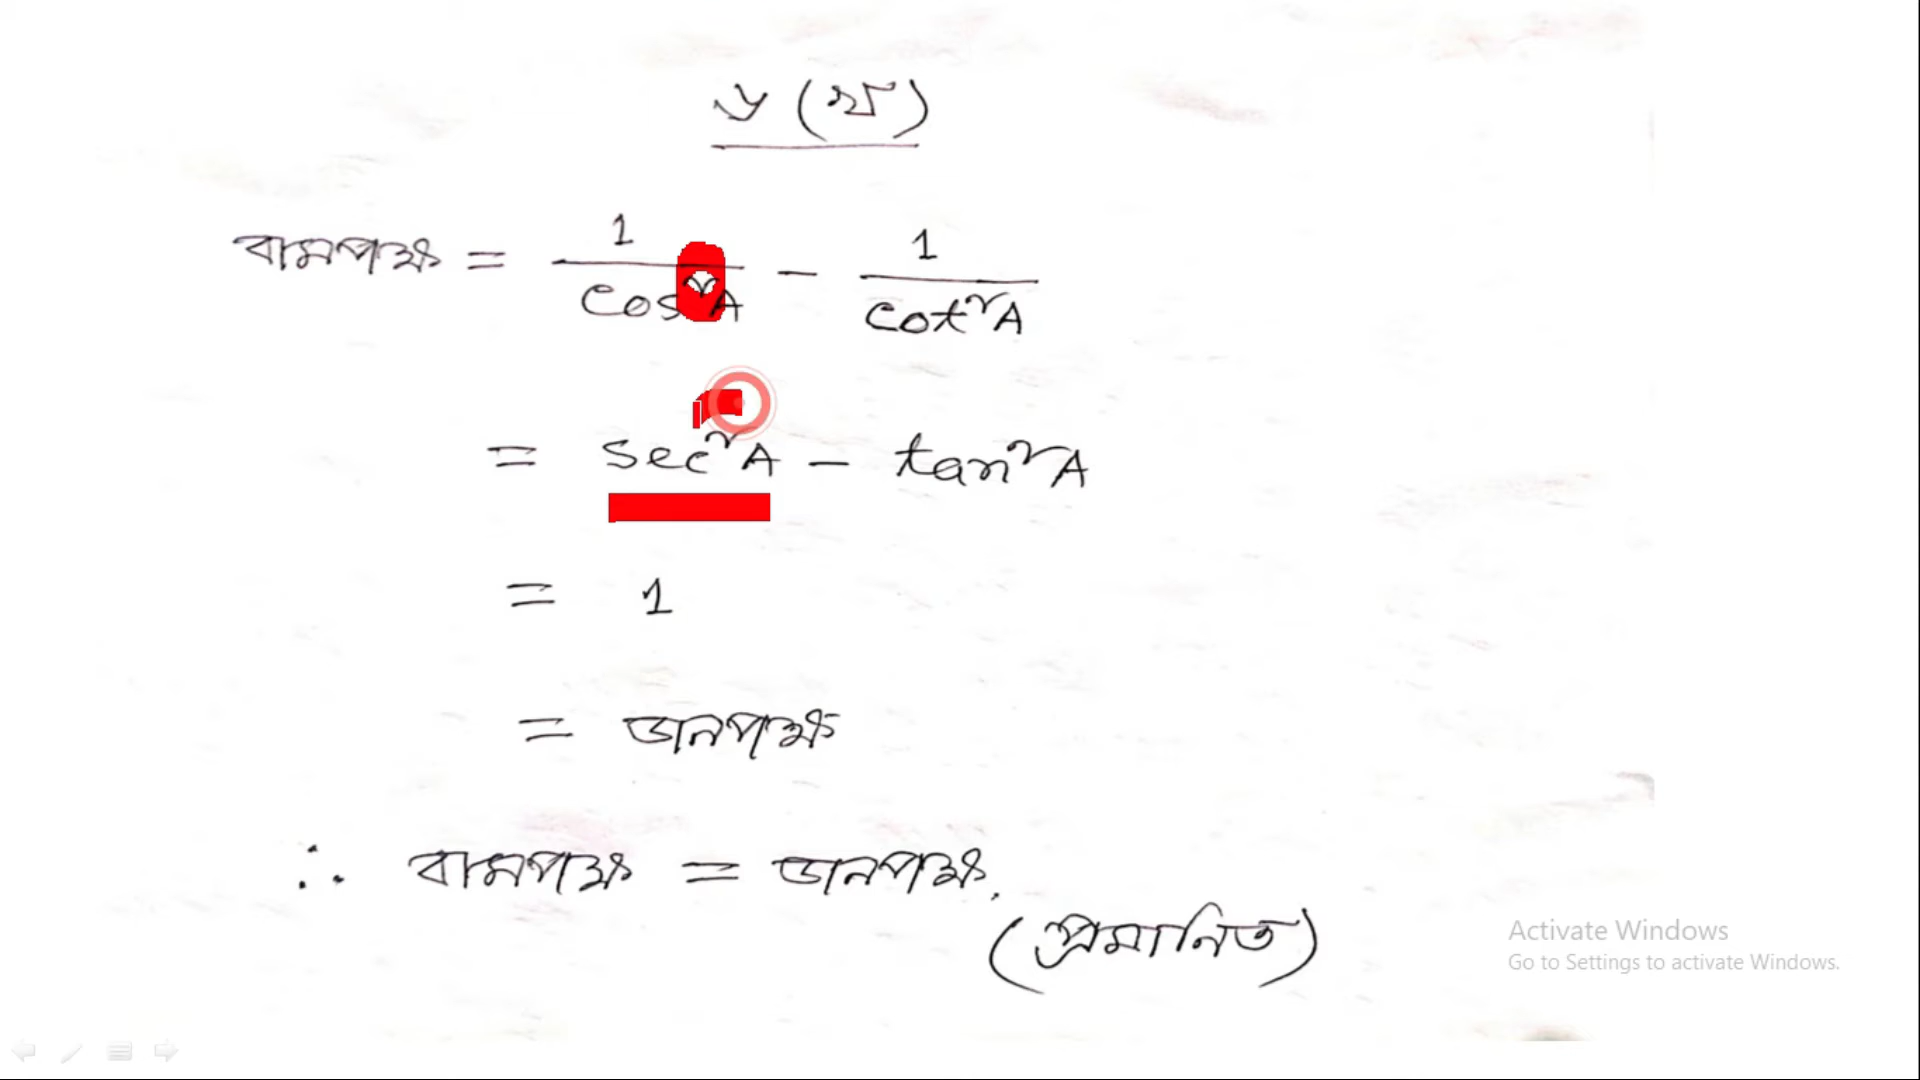 ৬ (খ)
বামপক্ষ = 1/cos²A - 1/cot²A
= sec²A - tan²A
= 1
= ডানপক্ষ
∴ বামপক্ষ = ডানপক্ষ.
(প্রমানিত)
Activate Windows
Go to Settings to activate Windows.